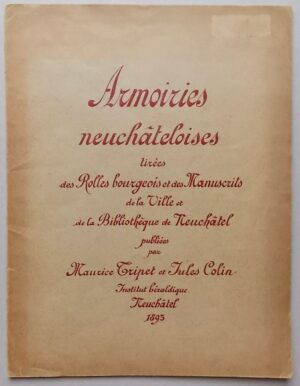 Armoiries
neuchâteloises
tirées
des Rolles bourgeois et des Manuscrits
de la Ville et
de la Bibliothèque de Neuchâtel
publiées
par
Maurice Tripet et Jules Colin
Institut héraldique
Neuchâtel
1893